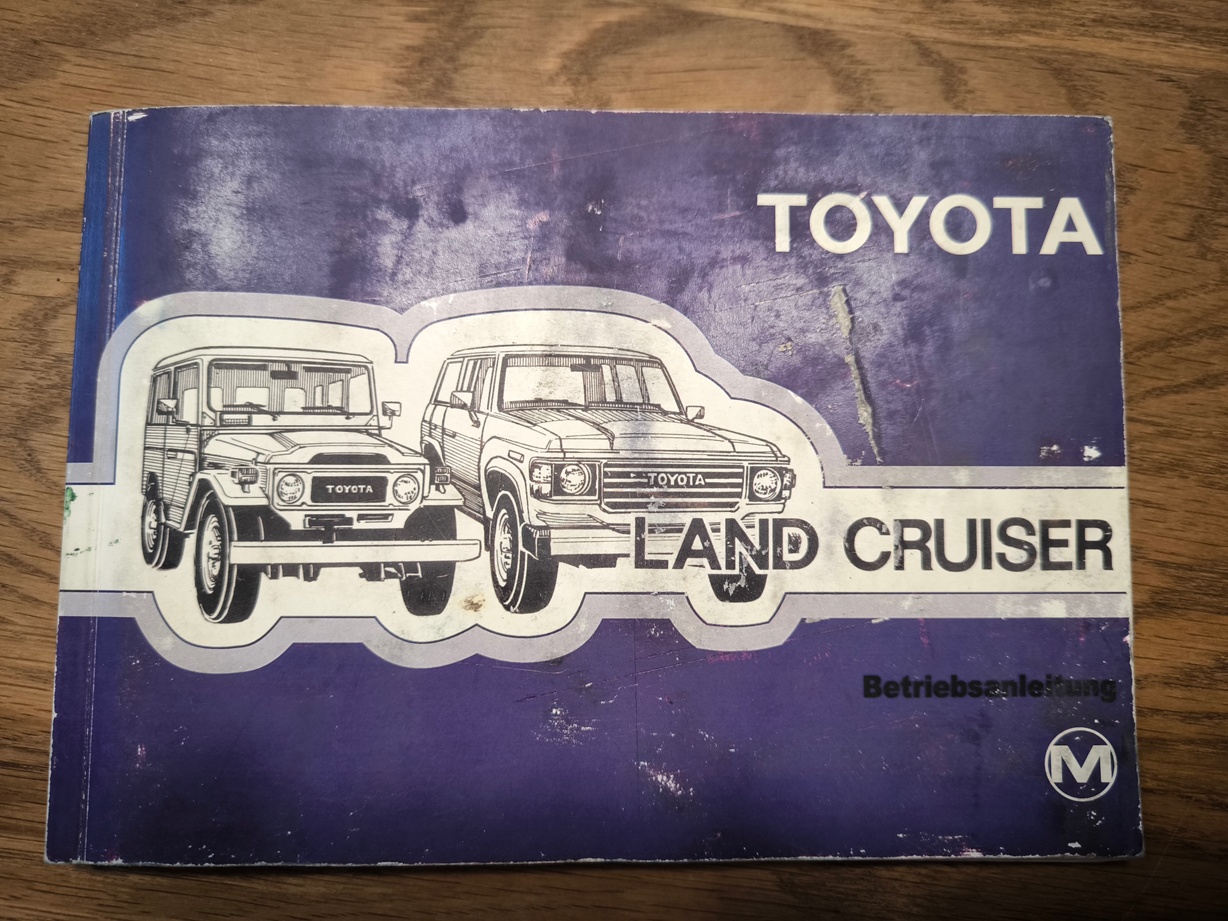 TOYOTA
TOYOTA
TOYOTA
LAND CRUISER
Betriebsanleitung
M